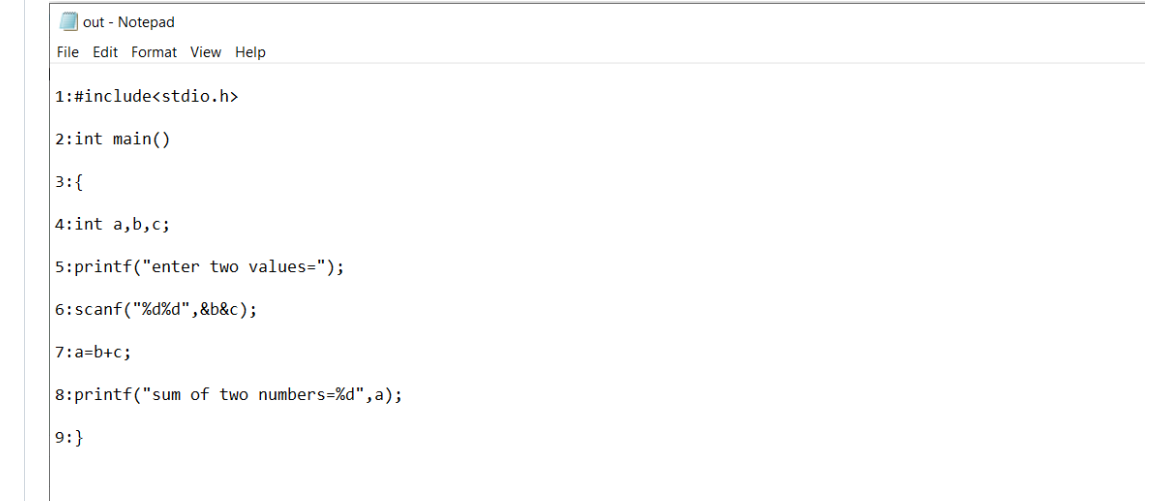 out - Notepad
File Edit Format View Help
1:#include<stdio.h>
2:int main()
3:{
4:int a,b,c;
5:printf("enter two values=");
6:scanf("%d%d",&b&c);
7:a=b+c;
8:printf("sum of two numbers=%d",a);
9:}